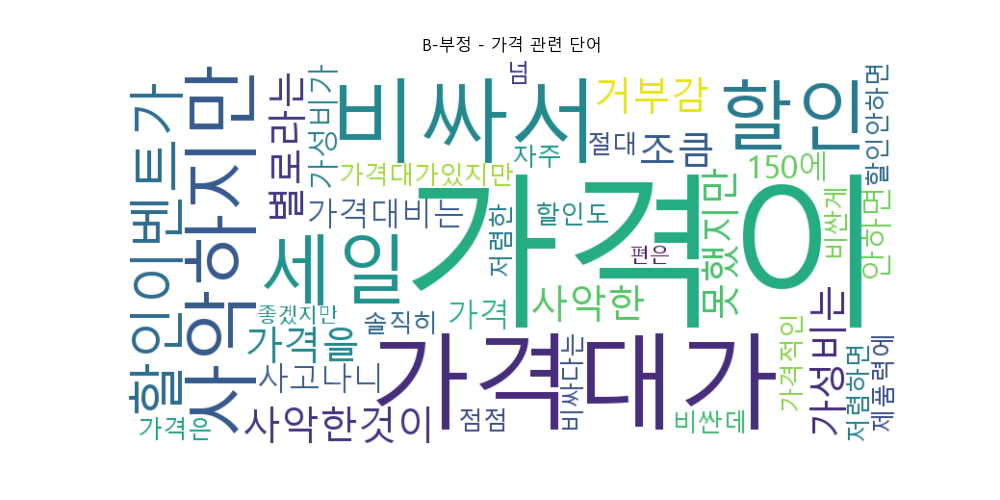 B-부정 - 가격 관련 단어
할인이벤트가
사악하지만
별로라는
가성비가
비싸서
넘
자주
거부감
절대
조큼
할인
150에
할인안하면
가격대가있지만
가격대비는
세일
가격이
저렴한
할인도
편은
못했지만
비싼게
안하면
사악한
좋겠지만
솔직히
가격
가격을
사고나니
가격대가
가격적인
가성비는
저렴하면
제품력에
가격은
사악한것이
점점
비싸다는
비싼데